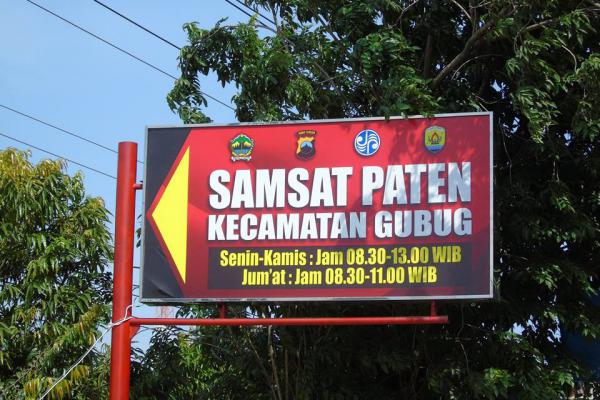 SAMSAT PATEN
KECAMATAN GUBUG
Senin-Kamis : Jam 08.30-13.00 WIB
Jum'at : Jam 08.30-11.00 WIB